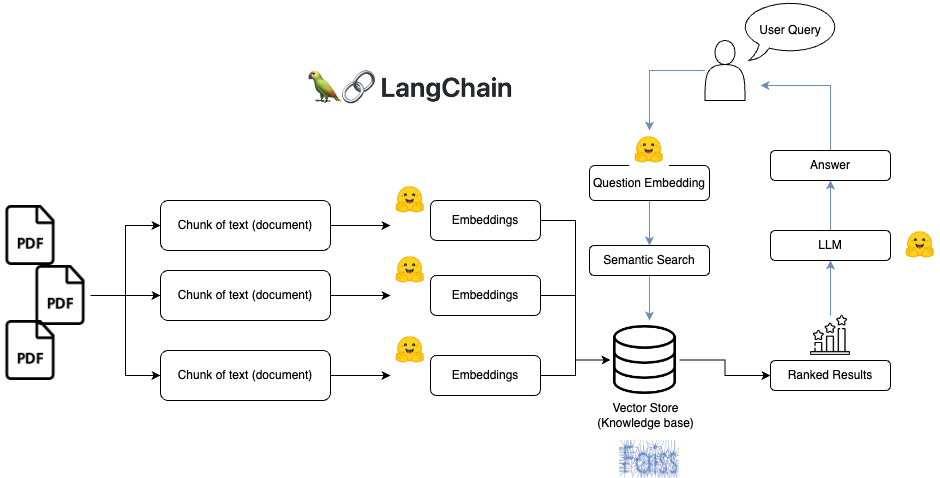 User Query
LangChain
Question Embedding
Answer
PDF
Chunk of text (document)
Embeddings
LLM
Semantic Search
PDF
Chunk of text (document)
Embeddings
PDF
Chunk of text (document)
Embeddings
Ranked Results
Vector Store
(Knowledge base)
Faiss